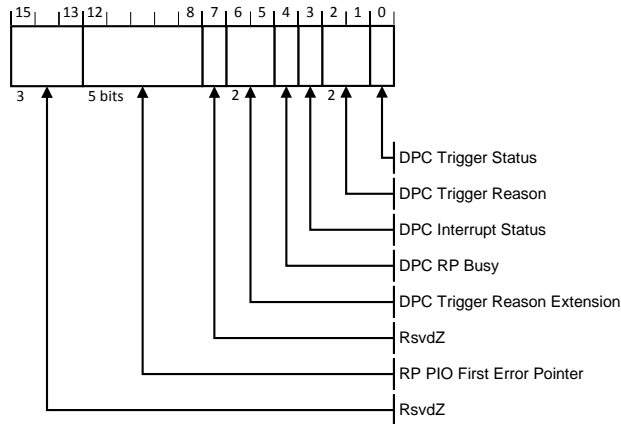 15 13 12 8 7 6 5 4 3 2 1 0
3 5 bits 2 2
DPC Trigger Status
DPC Trigger Reason
DPC Interrupt Status
DPC RP Busy
DPC Trigger Reason Extension
RsvdZ
RP PIO First Error Pointer
RsvdZ